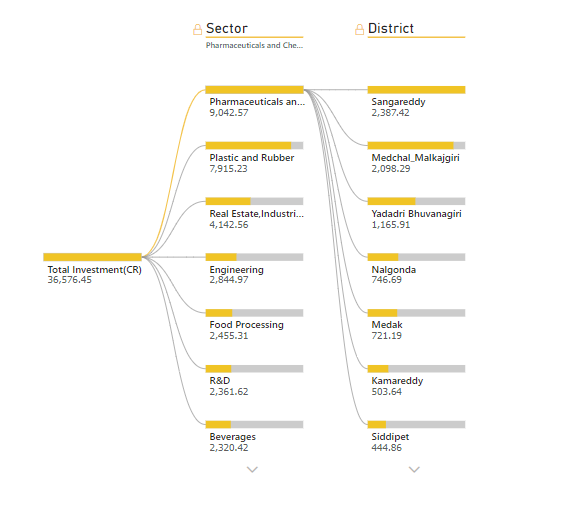 Sector
Pharmaceuticals and Che...
District
Total Investment(CR)
36,576.45
Pharmaceuticals an...
9,042.57
Plastic and Rubber
7,915.23
Real Estate,Industri...
4,142.56
Engineering
2,844.97
Food Processing
2,455.31
R&D
2,361.62
Beverages
2,320.42
Sangareddy
2,387.42
Medchal_Malkajgiri
2,098.29
Yadadri Bhuvanagiri
1,165.91
Nalgonda
746.69
Medak
721.19
Kamareddy
503.64
Siddipet
444.86